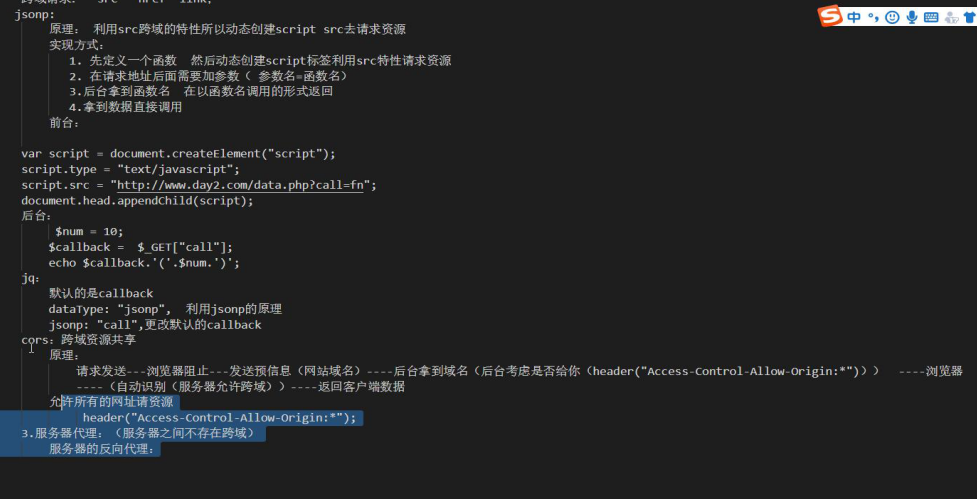 跨域请求： src href link;
jsonp:
原理： 利用src跨域的特性所以动态创建script src去请求资源
实现方式：
1. 先定义一个函数 然后动态创建script标签利用src特性请求资源
2. 在请求地址后面需要加参数（ 参数名=函数名）
3.后台拿到函数名 在以函数名调用的形式返回
4.拿到数据直接调用
前台：
var script = document.createElement("script");
script.type = "text/javascript";
script.src = "http://www.day2.com/data.php?call=fn";
document.head.appendChild(script);
后台：
$num = 10;
$callback = $_GET["call"];
echo $callback.'('.$num.')';
jq：
默认的是callback
dataType: "jsonp", 利用jsonp的原理
jsonp: "call",更改默认的callback
cors：跨域资源共享
原理：
请求发送---浏览器阻止---发送预信息（网站域名）----后台拿到域名（后台考虑是否给你（header("Access-Control-Allow-Origin:*"))） ----浏览器
----（自动识别（服务器允许跨域））----返回客户端数据
允许所有的网址请资源
header("Access-Control-Allow-Origin:*");
3.服务器代理：（服务器之间不存在跨域）
服务器的反向代理：
S 中